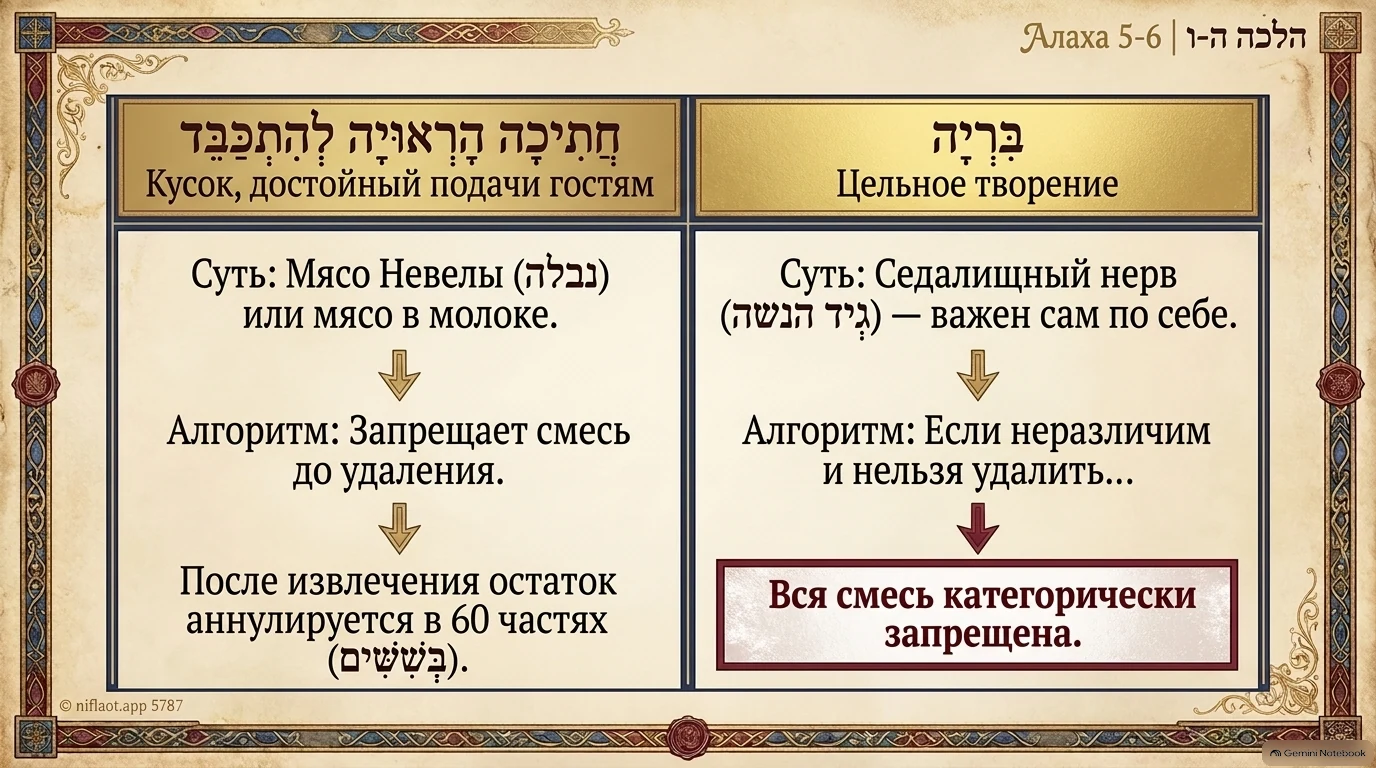 Алаха 5-6 | הלכה ה-ו
חֲתִיכָה הָרְאוּיָה לְהִתְכַּבֵּד
Кусок, достойный подачи гостям
Суть: Мясо Невелы (נבלה)
или мясо в молоке.
Алгоритм: Запрещает смесь
до удаления.
После извлечения остаток
аннулируется в 60 частях
(בְּשִׁשִּׁים).
בִּרְיָה
Цельное творение
Суть: Седалищный нерв
(גִּיד הנשה) — важен сам по себе.
Алгоритм: Если неразличим
и нельзя удалить...
Вся смесь категорически
запрещена.
© niflaot.app 5787
Gemini Notebook